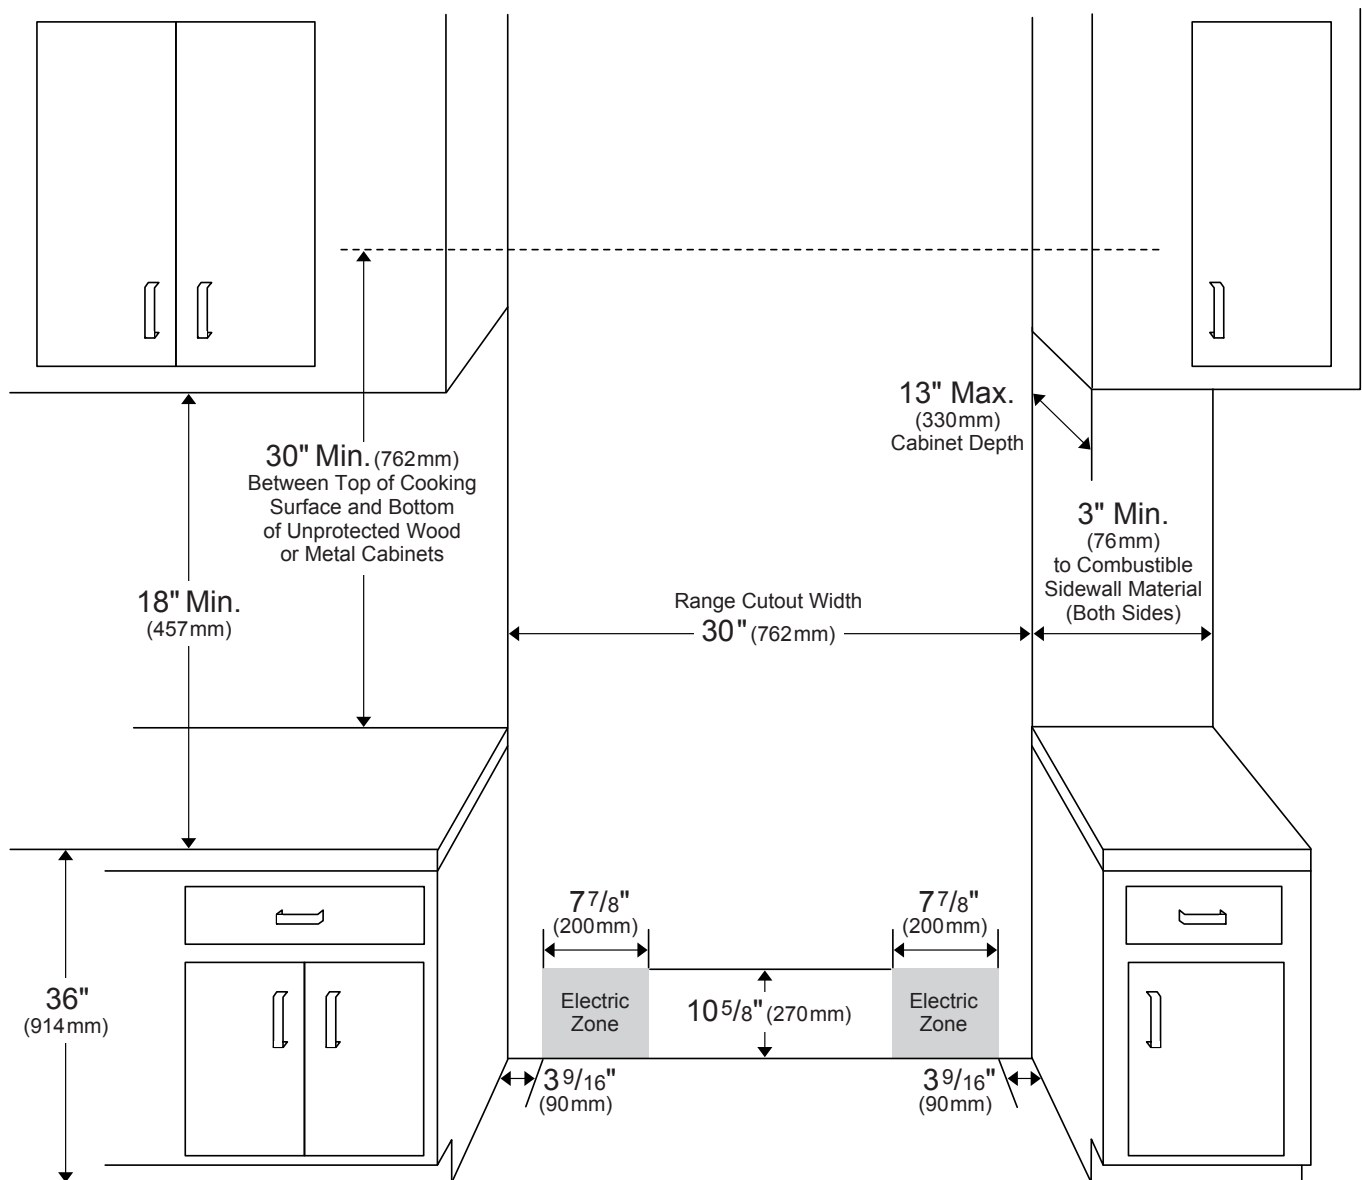 13" Max.
(330mm)
Cabinet Depth
30" Min. (762mm)
Between Top of Cooking
Surface and Bottom
of Unprotected Wood
or Metal Cabinets
3" Min.
(76mm)
to Combustible
Sidewall Material
(Both Sides)
18" Min.
(457mm)
Range Cutout Width
30" (762mm)
7 7/8"
(200mm)
7 7/8"
(200mm)
36"
(914mm)
Electric
Zone
10 5/8" (270mm)
Electric
Zone
3 9/16"
(90mm)
3 9/16"
(90mm)